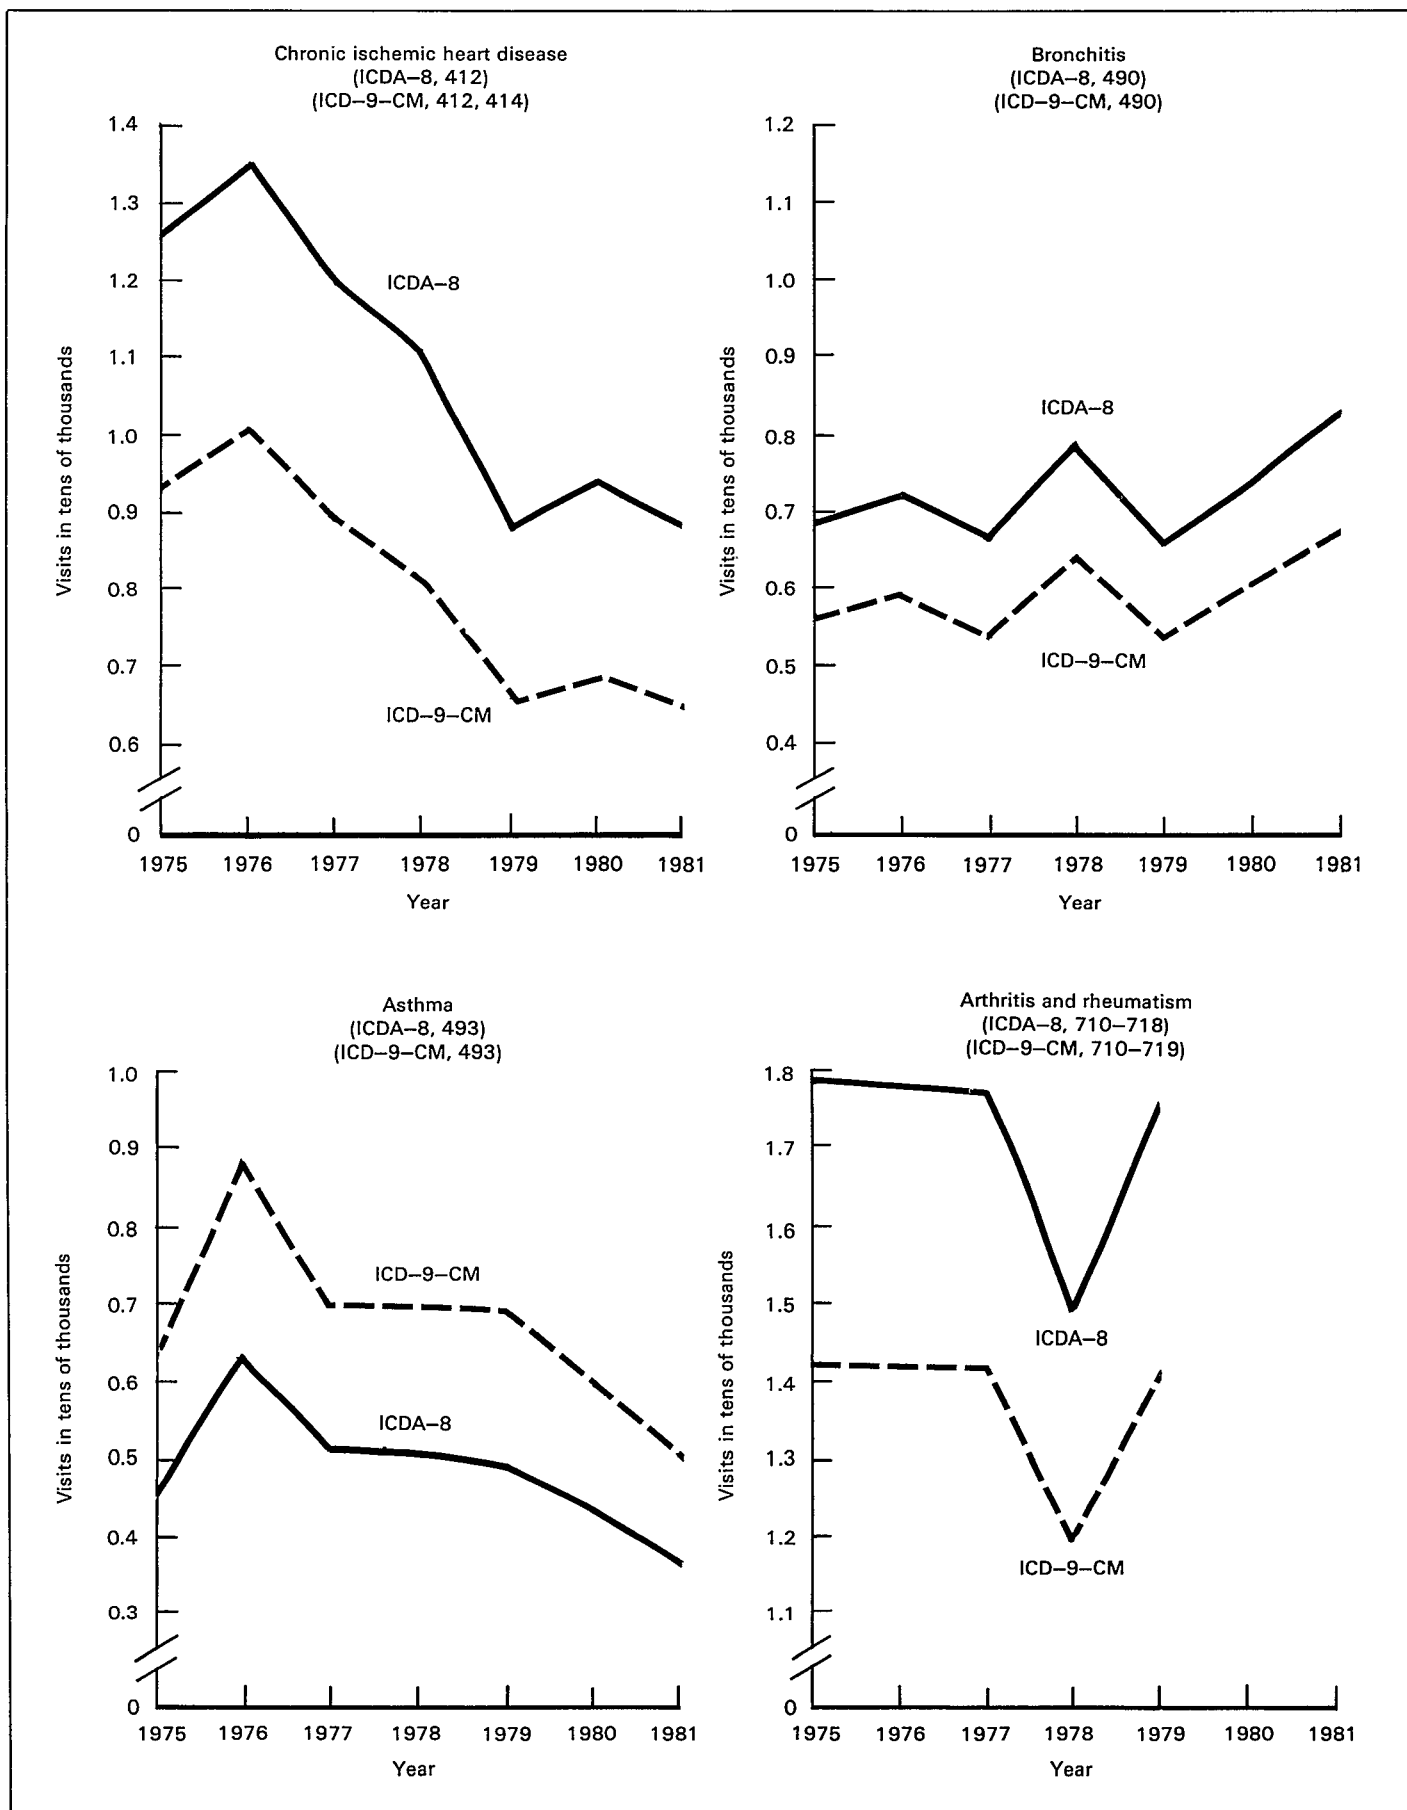 Chronic ischemic heart disease
(ICDA–8, 412)
(ICD–9–CM, 412, 414)
1.4
1.3
1.2
1.1
1.0
0.9
0.8
0.7
0.6
0
Visits in tens of thousands
ICDA–8
ICD–9–CM
1975 1976 1977 1978 1979 1980 1981
Year
Bronchitis
(ICDA–8, 490)
(ICD–9–CM, 490)
1.2
1.1
1.0
0.9
0.8
0.7
0.6
0.5
0.4
0
Visits in tens of thousands
ICDA–8
ICD–9–CM
1975 1976 1977 1978 1979 1980 1981
Year
Asthma
(ICDA–8, 493)
(ICD–9–CM, 493)
1.0
0.9
0.8
0.7
0.6
0.5
0.4
0.3
0
Visits in tens of thousands
ICD–9–CM
ICDA–8
1975 1976 1977 1978 1979 1980 1981
Year
Arthritis and rheumatism
(ICDA–8, 710–718)
(ICD–9–CM, 710–719)
1.8
1.7
1.6
1.5
1.4
1.3
1.2
1.1
0
Visits in tens of thousands
ICDA–8
ICD–9–CM
1975 1976 1977 1978 1979 1980 1981
Year